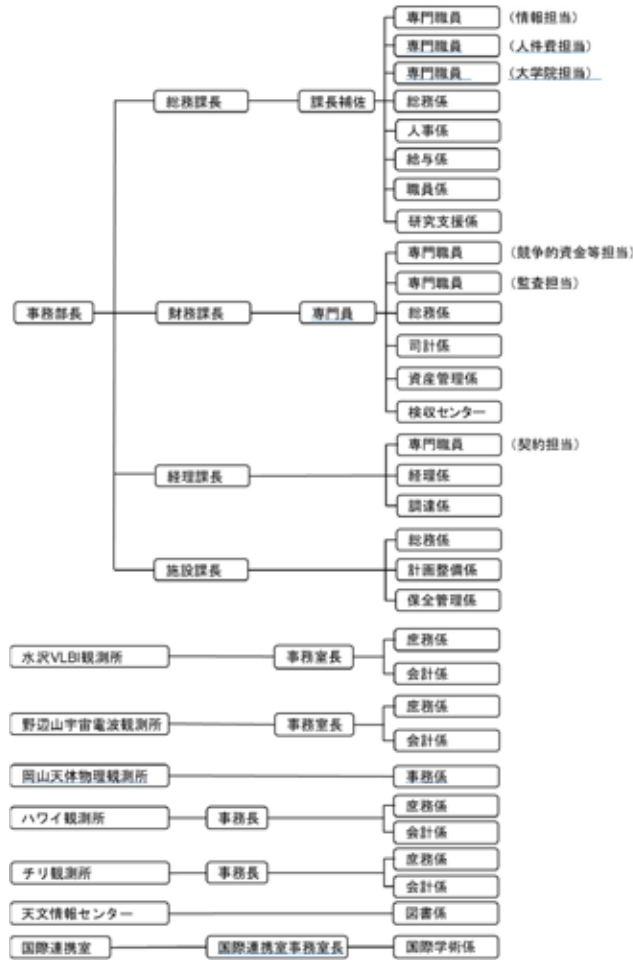 専門職員 (情報担当)
専門職員 (人件費担当)
専門職員 (大学院担当)
総務課長 課長補佐 総務係
人事係
給与係
職員係
研究支援係
専門職員 (競争的資金等担当)
専門職員 (監査担当)
事務部長 財務課長 専門員 総務係
司計係
資産管理係
検収センター
専門職員 (契約担当)
経理課長 経理係
調達係
総務係
施設課長 計画整備係
保全管理係
庶務係
水沢VLBI観測所 事務室長
会計係
庶務係
野辺山宇宙電波観測所 事務室長
会計係
岡山天体物理観測所 事務係
庶務係
ハワイ観測所 事務長
会計係
庶務係
チリ観測所 事務長
会計係
天文情報センター 図書係
国際連携室 国際連携室事務室長 国際学術係